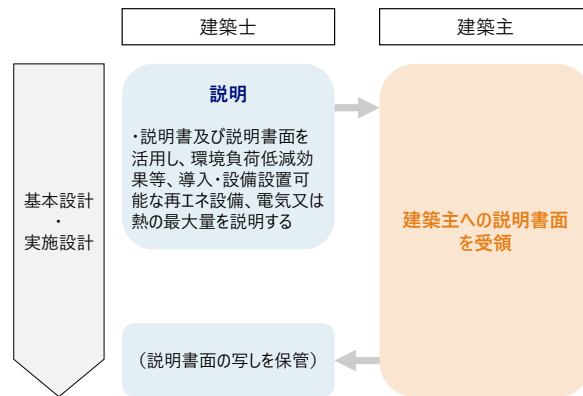 建築士
建築主
説明
・説明書及び説明書面を
活用し、環境負荷低減効
果等、導入・設備設置可
能な再エネ設備、電気又は
熱の最大量を説明する
基本設計
・
実施設計
建築主への説明書面
を受領
（説明書面の写しを保管）